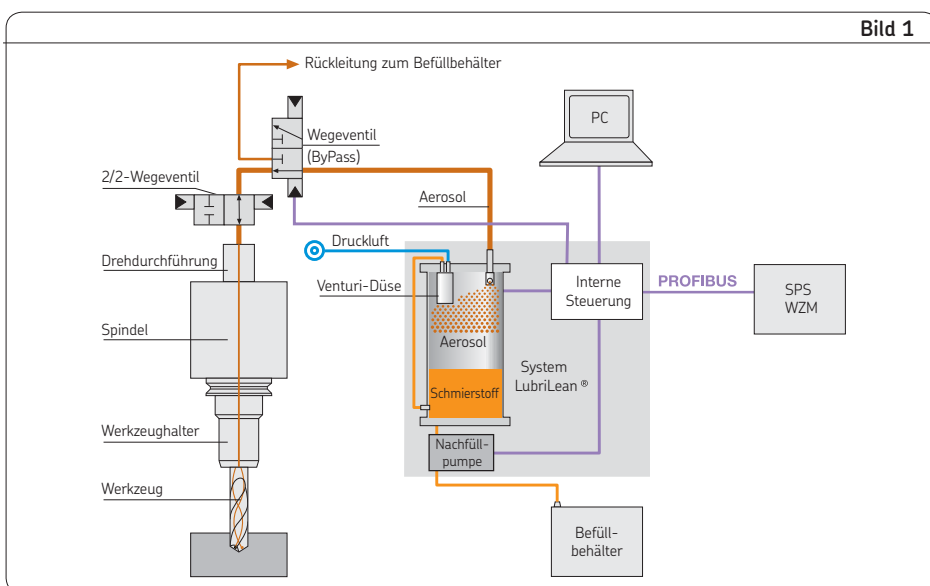 Bild 1
Rückleitung zum Befüllbehälter
Wegeventil
(ByPass)
PC
2/2-Wegeventil
Aerosol
Druckluft
Drehdurchführung
Venturi-Düse
Interne
Steuerung
PROFIBUS
SPS
WZM
Spindel
Aerosol
System
LubriLean ®
Schmierstoff
Werkzeughalter
Nachfüll-
pumpe
Werkzeug
Befüll-
behälter